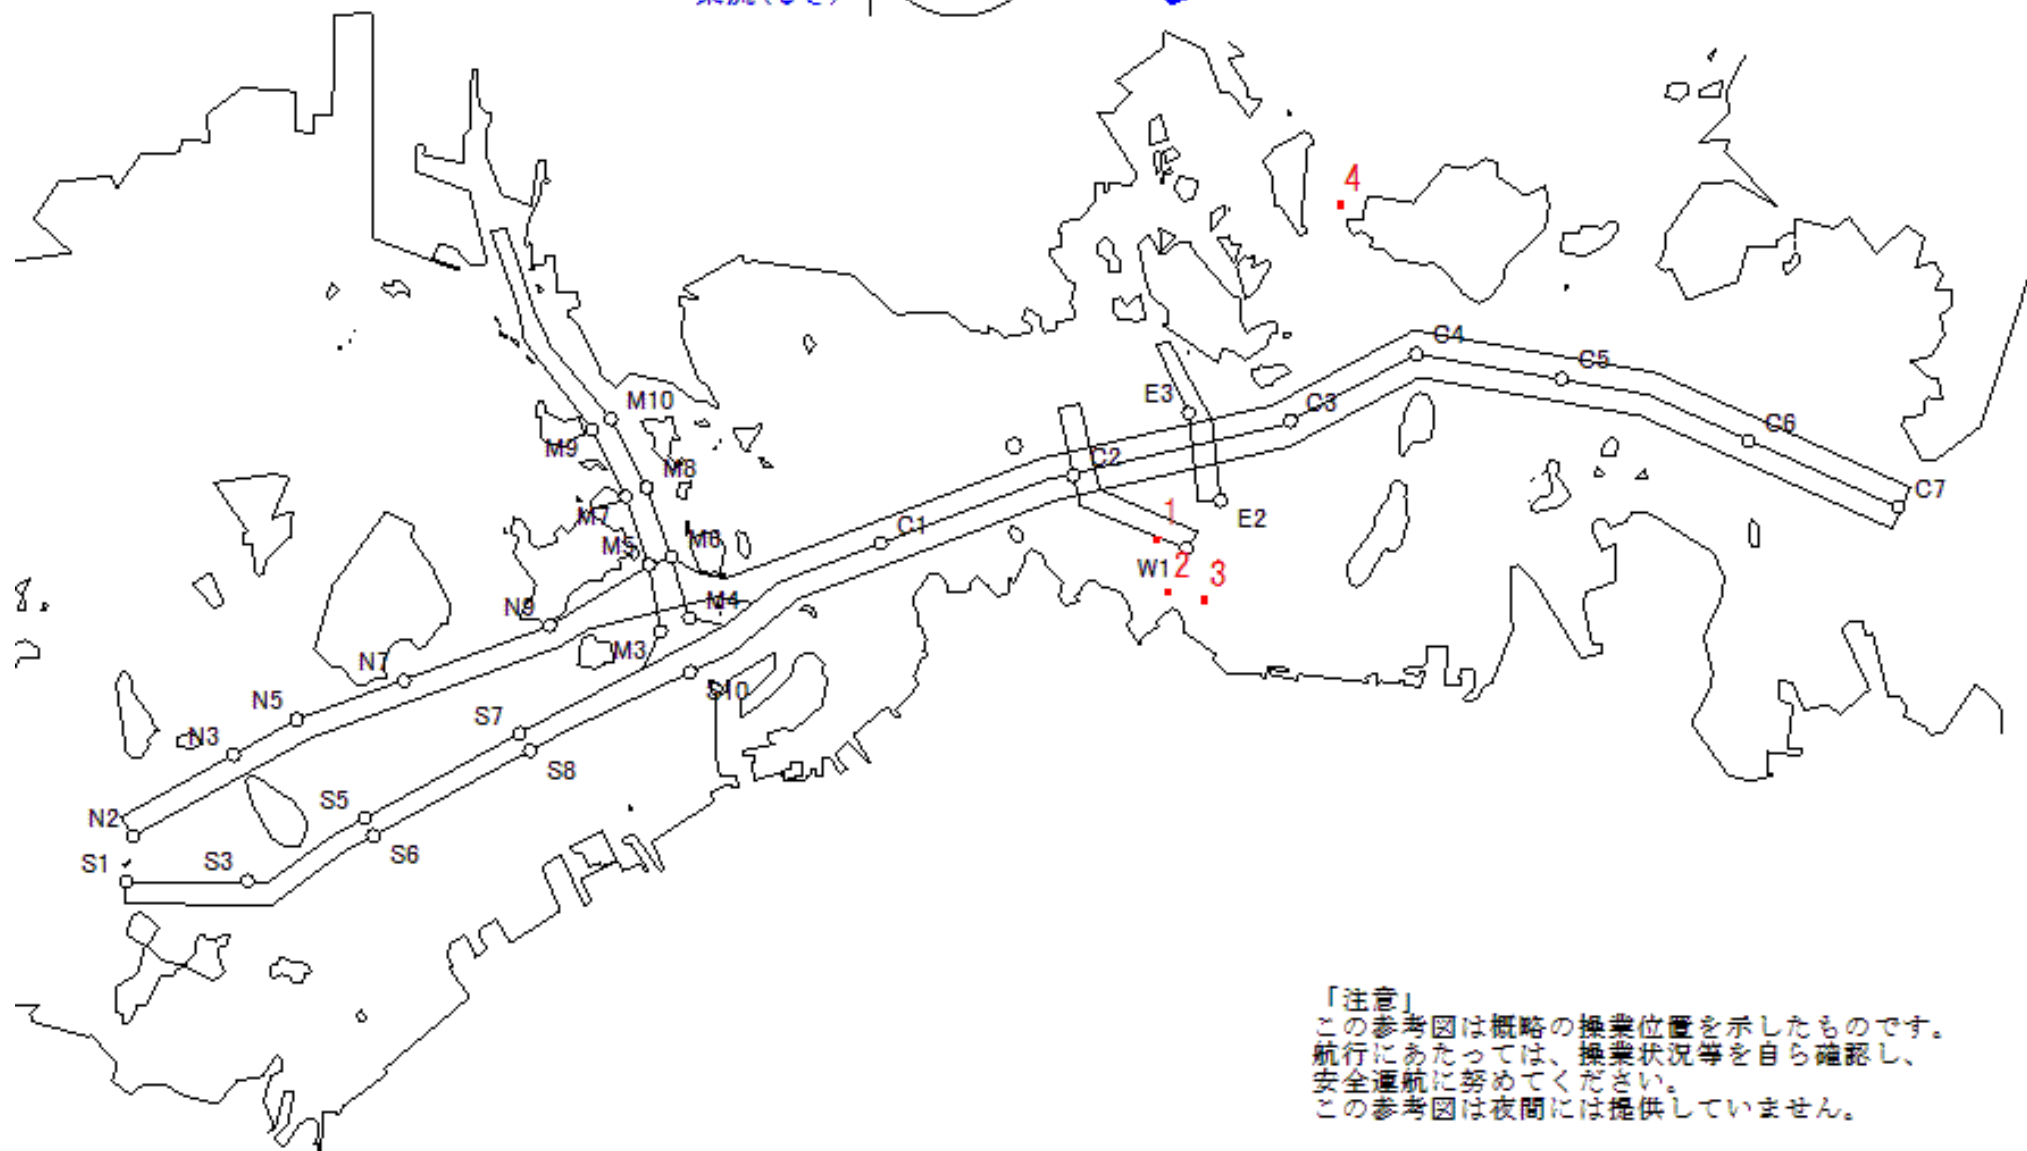 4
C4
C5
E3
M10
C3
C6
M9
M8
C2
C7
E2
1
M7
C1
M5
M6
W1
2
3
N9
M4
M3
N7
S10
N5
S7
N3
S8
S5
N2
S6
S1
S3
「注意」
この参考図は概略の操業位置を示したものです。
航行にあたっては、操業状況等を自ら確認し、
安全運航に努めてください。
この参考図は夜間には提供していません。